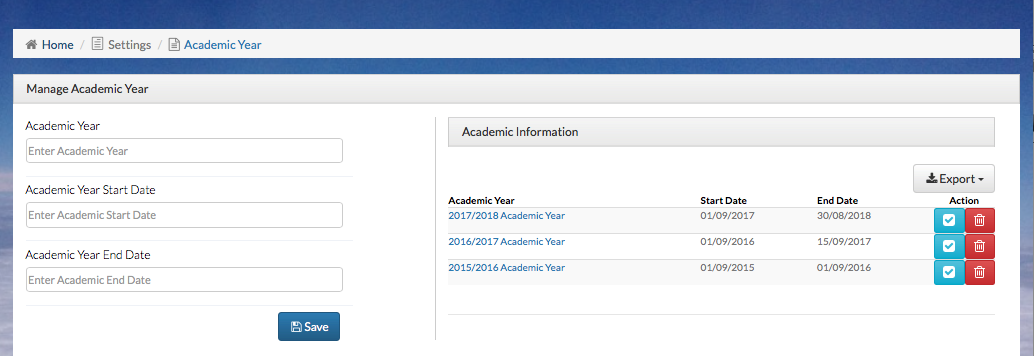 Home / Settings / Academic Year
Manage Academic Year
Academic Year
Enter Academic Year
Academic Year Start Date
Enter Academic Start Date
Academic Year End Date
Enter Academic End Date
Save
Academic Information
Export
Academic Year Start Date End Date Action
2017/2018 Academic Year 01/09/2017 30/08/2018
2016/2017 Academic Year 01/09/2016 15/09/2017
2015/2016 Academic Year 01/09/2015 01/09/2016